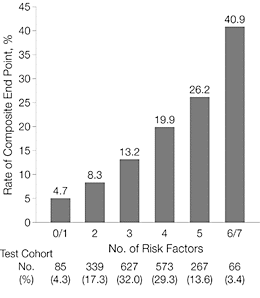 Rate of Composite End Point, %
45
40
35
30
25
20
15
10
5
0
4.7
8.3
13.2
19.9
26.2
40.9
0/1 2 3 4 5 6/7
No. of Risk Factors
Test Cohort
No. 85 339 627 573 267 66
(%) (4.3) (17.3) (32.0) (29.3) (13.6) (3.4)